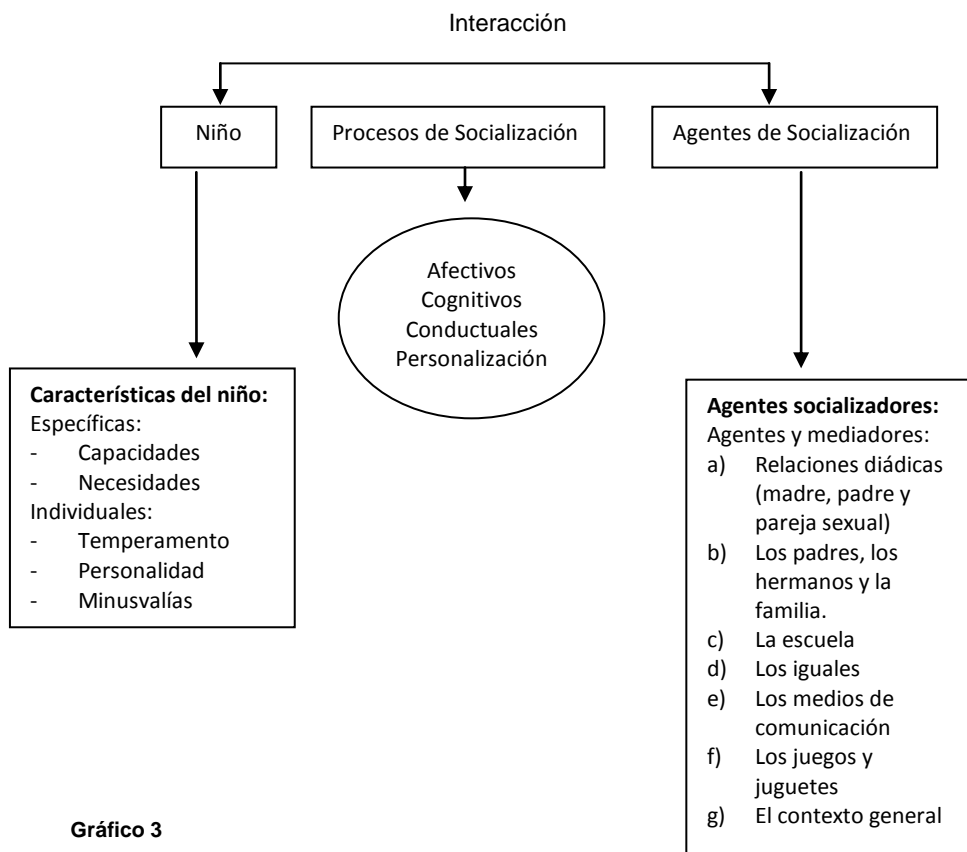 Interacción
Niño
Procesos de Socialización
Agentes de Socialización
Afectivos
Cognitivos
Conductuales
Personalización
Características del niño:
Específicas:
- Capacidades
- Necesidades
Individuales:
- Temperamento
- Personalidad
- Minusvalías
Agentes socializadores:
Agentes y mediadores:
a) Relaciones diádicas
(madre, padre y
pareja sexual)
b) Los padres, los
hermanos y la
familia.
c) La escuela
d) Los iguales
e) Los medios de
comunicación
f) Los juegos y
juguetes
g) El contexto general
Gráfico 3